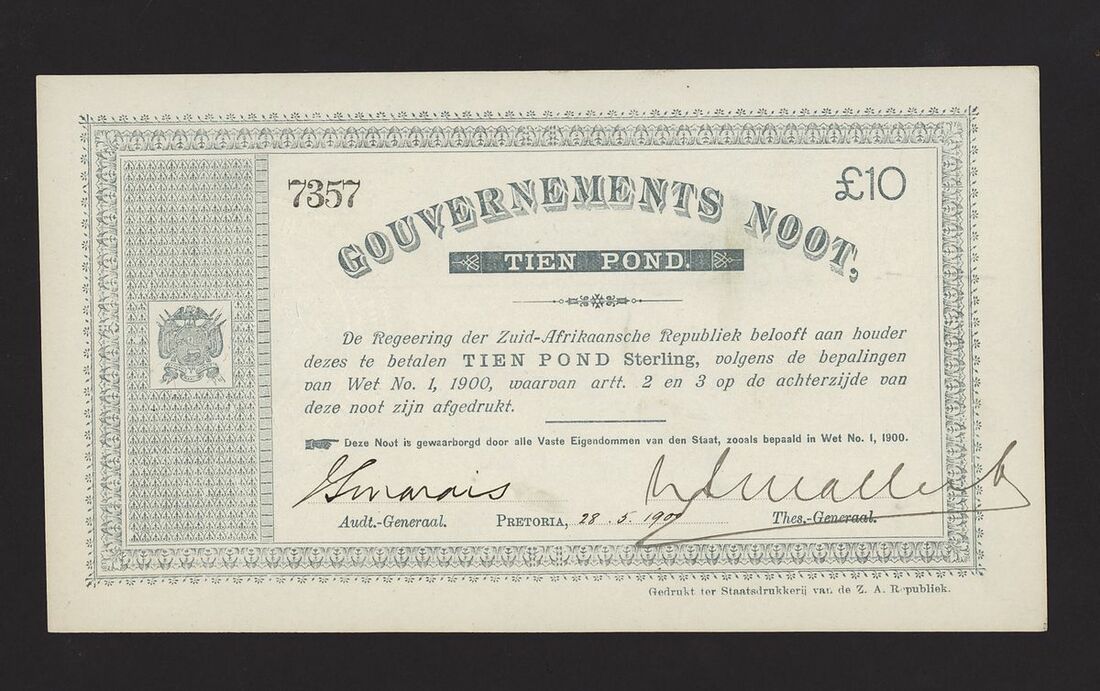 7357
£10
GOUVERNEMENTS NOOT,
TIEN POND.
De Regeering der Zuid-Afrikaansche Republiek belooft aan houder
dezes te betalen TIEN POND Sterling, volgens de bepalingen
van Wet No. 1, 1900, waarvan artt. 2 en 3 op de achterzijde van
deze noot zijn afgedrukt.
Deze Noot is gewaarborgd door alle Vaste Eigendommen van den Staat, zooals bepaald in Wet No. 1, 1900.
Marais
Audt.-Generaal. PRETORIA, 28.5.1900 Thes.-Generaal.
Gedrukt ter Staatsdrukkerij van de Z. A. Republiek.